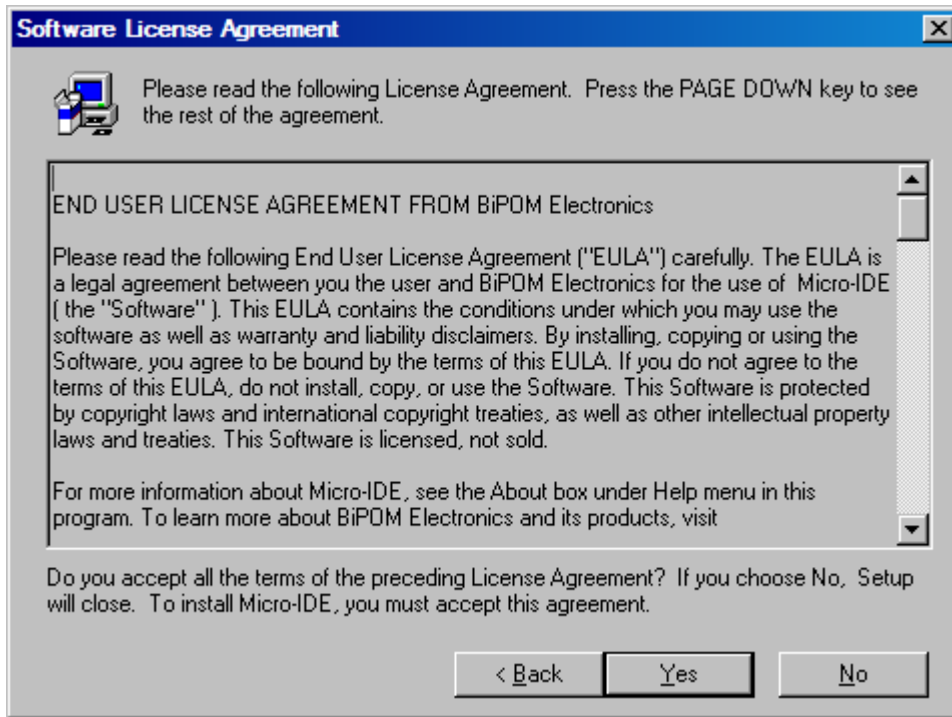 Software License Agreement
Please read the following License Agreement.  Press the PAGE DOWN key to see
the rest of the agreement.
END USER LICENSE AGREEMENT FROM BiPOM Electronics
Please read the following End User License Agreement ("EULA") carefully. The EULA is
a legal agreement between you the user and BiPOM Electronics for the use of  Micro-IDE
( the "Software" ). This EULA contains the conditions under which you may use the
software as well as warranty and liability disclaimers. By installing, copying or using the
Software, you agree to be bound by the terms of this EULA. If you do not agree to the
terms of this EULA, do not install, copy, or use the Software. This Software is protected
by copyright laws and international copyright treaties, as well as other intellectual property
laws and treaties. This Software is licensed, not sold.
For more information about Micro-IDE, see the About box under Help menu in this
program. To learn more about BiPOM Electronics and its products, visit
Do you accept all the terms of the preceding License Agreement?  If you choose No,  Setup
will close.  To install Micro-IDE, you must accept this agreement.
< Back
Yes
No